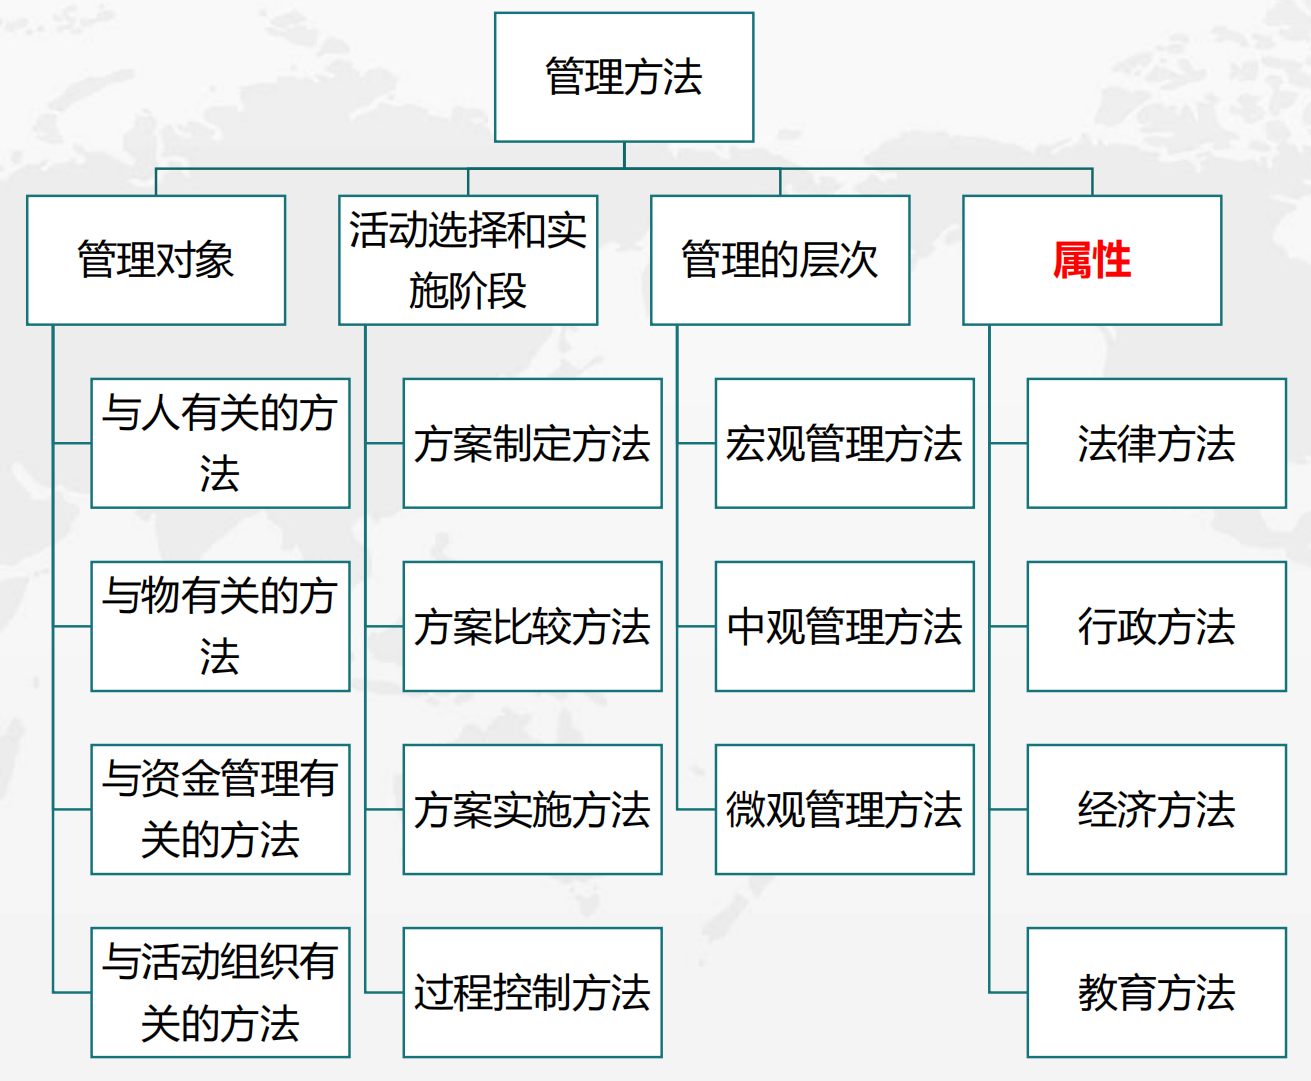 管理方法
管理对象
活动选择和实
施阶段
管理的层次
属性
与人有关的方
法
方案制定方法
宏观管理方法
法律方法
与物有关的方
法
方案比较方法
中观管理方法
行政方法
与资金管理有
关的方法
方案实施方法
微观管理方法
经济方法
与活动组织有
关的方法
过程控制方法
教育方法